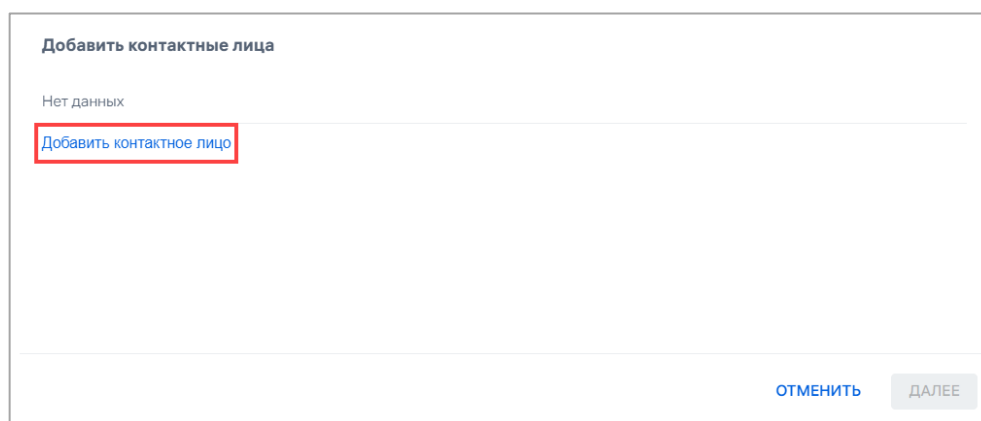 Добавить контактные лица
Нет данных
Добавить контактное лицо
ОТМЕНИТЬ ДАЛЕЕ